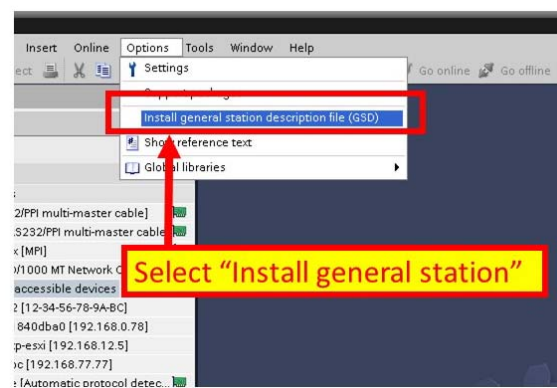 Insert Online Options Tools Window Help
Settings
Go online Go offline
Install general station description file (GSD)
Show reference text
Global libraries
2/PPI multi-master cable]
.S232/PPI multi-master cable
x [MPI]
/1000 MT Network
accessible devices
2 [12-34-56-78-9A-BC]
840dba0 [192.168.0.78]
p-esxi [192.168.12.5]
oc [192.168.77.77]
[Automatic protocol detec...
Select "Install general station"